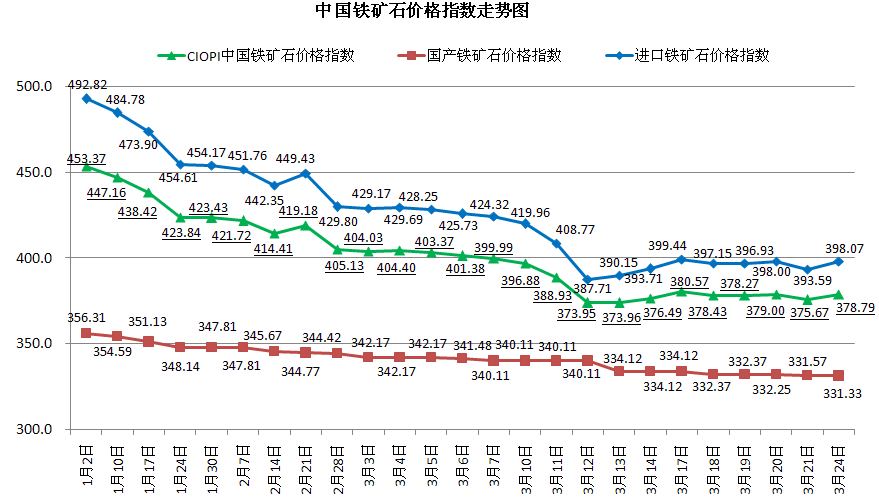 中国铁矿石价格指数走势图
CIOPI中国铁矿石价格指数 国产铁矿石价格指数 进口铁矿石价格指数
500.0
450.0
400.0
350.0
300.0
492.82 484.78 473.90 454.61 454.17 451.76 442.35 449.43 429.80 429.17 429.69 428.25 425.73 424.32 419.96 408.77 387.71 390.15 393.71 399.44 397.15 396.93 398.00 393.59 398.07
453.37 447.16 438.42 423.84 423.43 421.72 414.41 419.18 405.13 404.03 404.40 403.37 401.38 399.99 396.88 388.93 373.95 373.96 376.49 380.57 378.43 378.27 379.00 375.67 378.79
356.31 354.59 351.13 348.14 347.81 347.81 345.67 344.77 344.42 342.17 342.17 342.17 341.48 340.11 340.11 340.11 340.11 334.12 334.12 334.12 332.37 332.37 332.25 331.57 331.33
1月2日 1月10日 1月17日 1月24日 1月30日 2月7日 2月14日 2月21日 2月28日 3月3日 3月4日 3月5日 3月6日 3月7日 3月10日 3月11日 3月12日 3月13日 3月14日 3月17日 3月18日 3月19日 3月20日 3月21日 3月24日